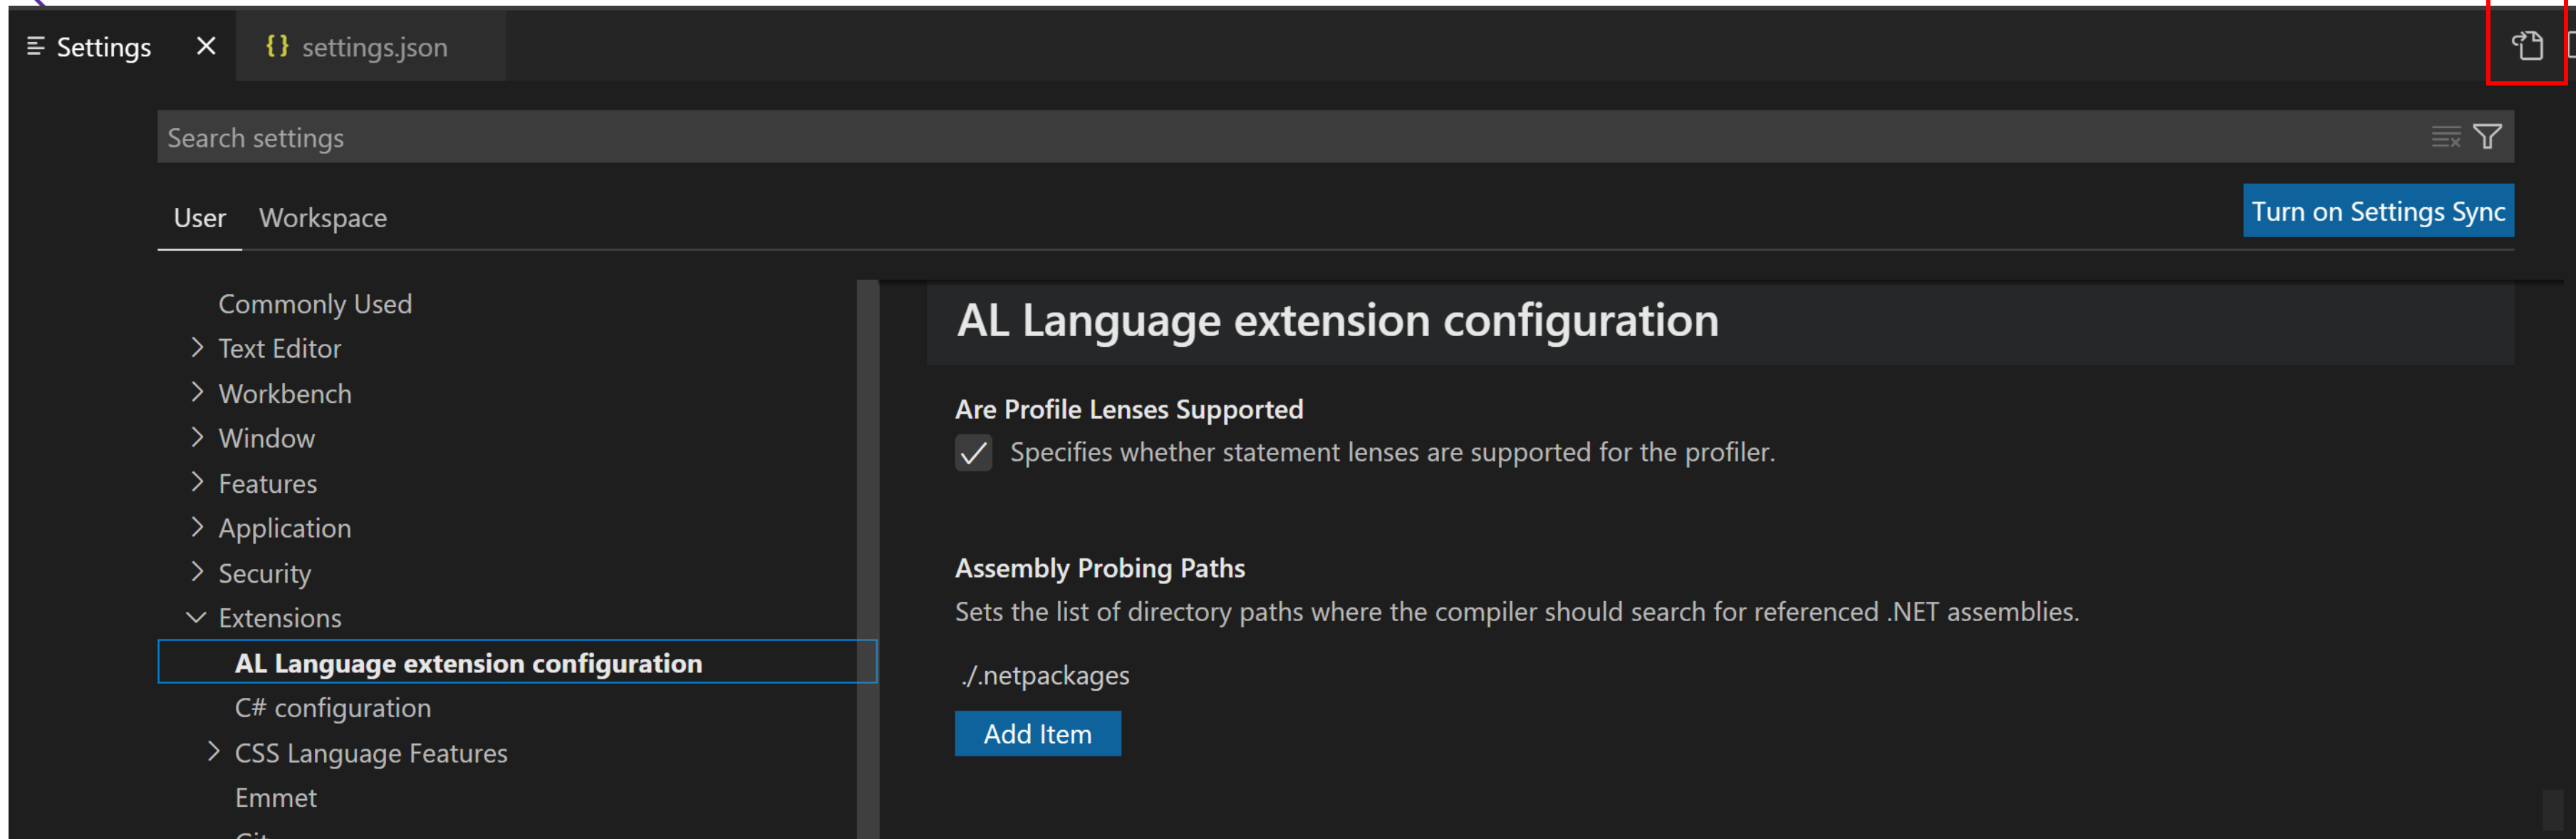 Settings
settings.json
Search settings
User Workspace
Turn on Settings Sync
Commonly Used
Text Editor
Workbench
Window
Features
Application
Security
Extensions
AL Language extension configuration
C# configuration
CSS Language Features
Emmet
AL Language extension configuration
Are Profile Lenses Supported
Specifies whether statement lenses are supported for the profiler.
Assembly Probing Paths
Sets the list of directory paths where the compiler should search for referenced .NET assemblies.
./.netpackages
Add Item